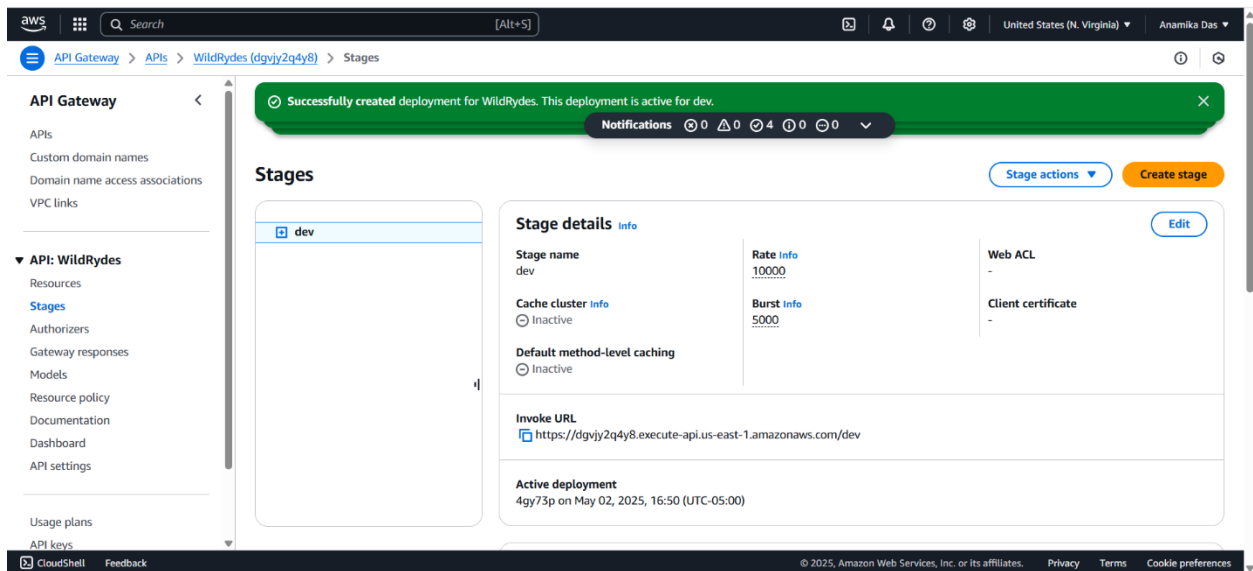 aws
Search
[Alt+S]
United States (N. Virginia) ▼
Anamika Das ▼
API Gateway > APIs > WildRydes (dgvjy2q4y8) > Stages
API Gateway
APIs
Custom domain names
Domain name access associations
VPC links
▼ API: WildRydes
Resources
Stages
Authorizers
Gateway responses
Models
Resource policy
Documentation
Dashboard
API settings
Usage plans
API keys
Successfully created deployment for WildRydes. This deployment is active for dev.
Notifications 0 0 4 0 0
Stages
Stage actions ▼
Create stage
dev
Stage details Info
Edit
Stage name
dev
Rate Info
10000
Web ACL
-
Cache cluster Info
Inactive
Burst Info
5000
Client certificate
-
Default method-level caching
Inactive
Invoke URL
https://dgvjy2q4y8.execute-api.us-east-1.amazonaws.com/dev
Active deployment
4gy73p on May 02, 2025, 16:50 (UTC-05:00)
CloudShell Feedback
© 2025, Amazon Web Services, Inc. or its affiliates. Privacy Terms Cookie preferences